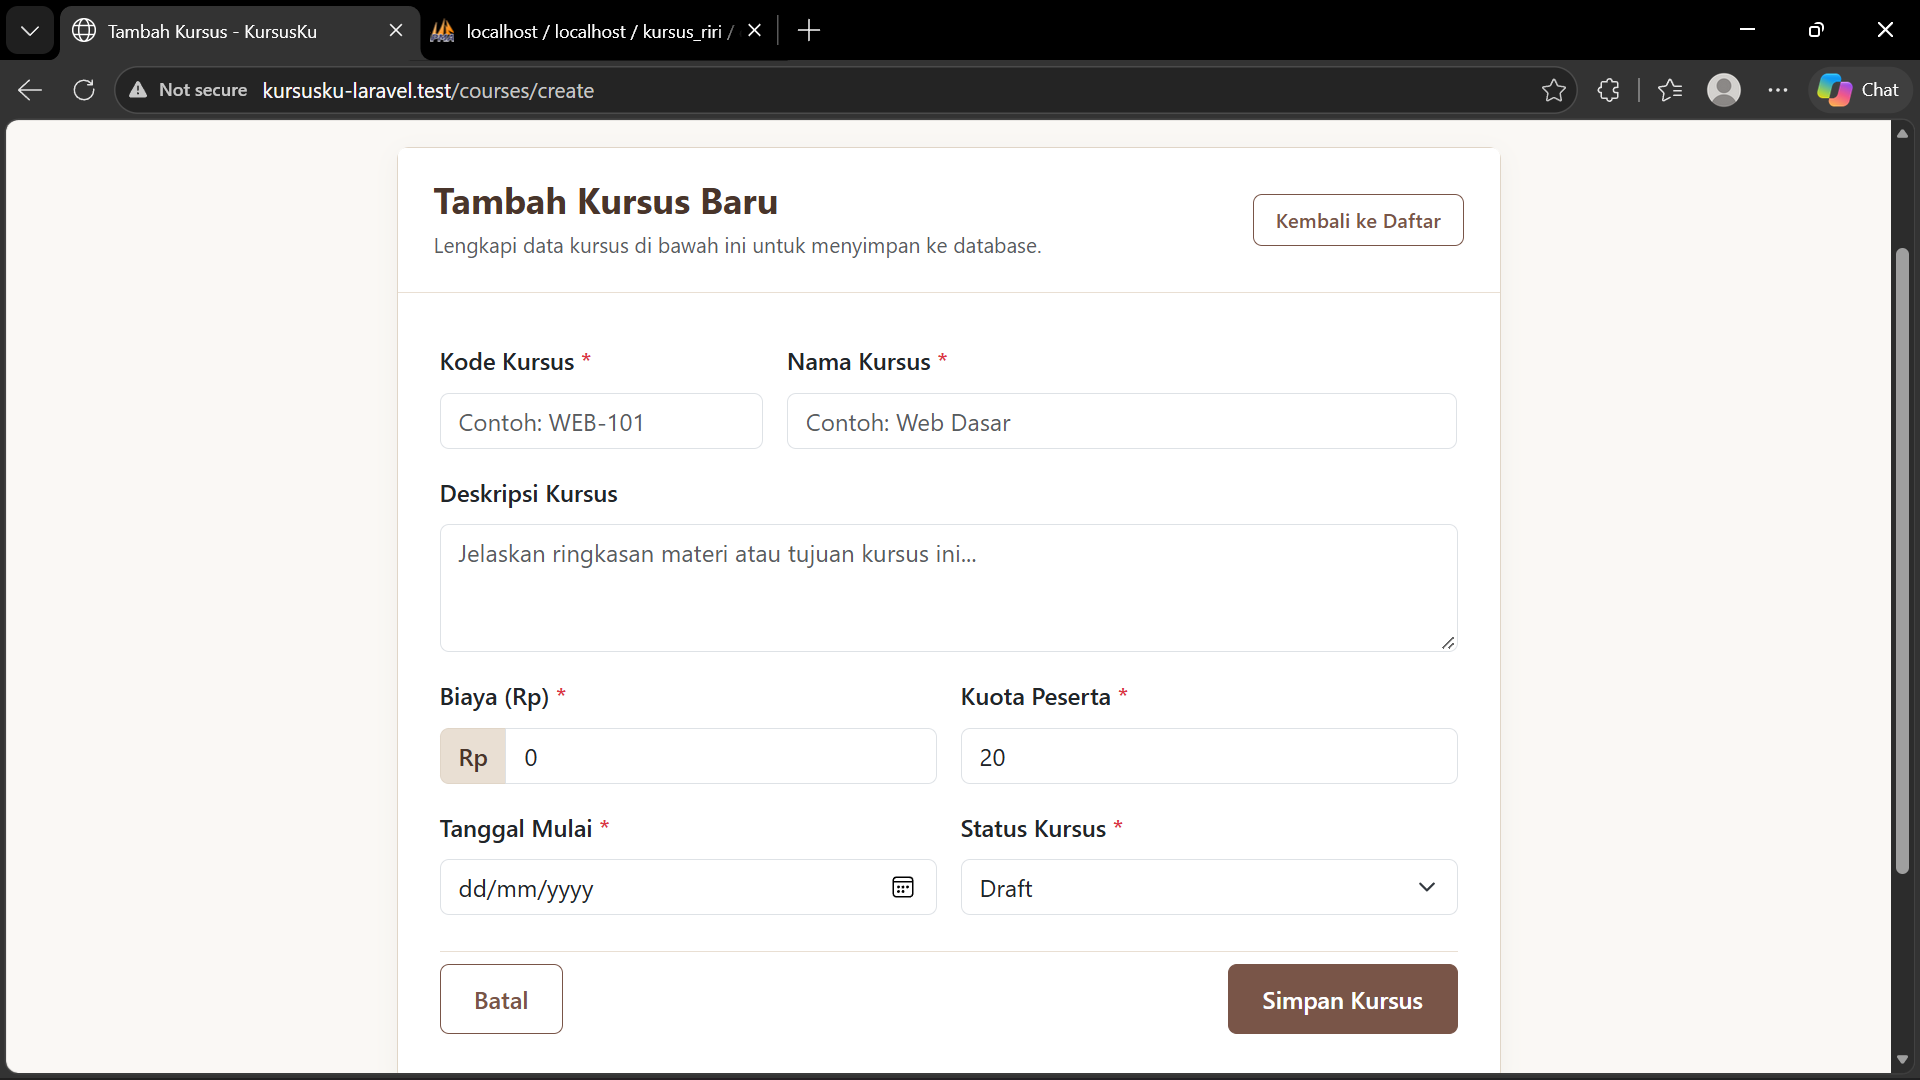 Tambah Kursus - KursusKu
localhost / localhost / kursus_riri /
Not secure
kursusku-laravel.test/courses/create
Chat
Tambah Kursus Baru
Lengkapi data kursus di bawah ini untuk menyimpan ke database.
Kembali ke Daftar
Kode Kursus *
Nama Kursus *
Contoh: WEB-101
Contoh: Web Dasar
Deskripsi Kursus
Jelaskan ringkasan materi atau tujuan kursus ini...
Biaya (Rp) *
Kuota Peserta *
Rp
0
20
Tanggal Mulai *
Status Kursus *
dd/mm/yyyy
Draft
Batal
Simpan Kursus